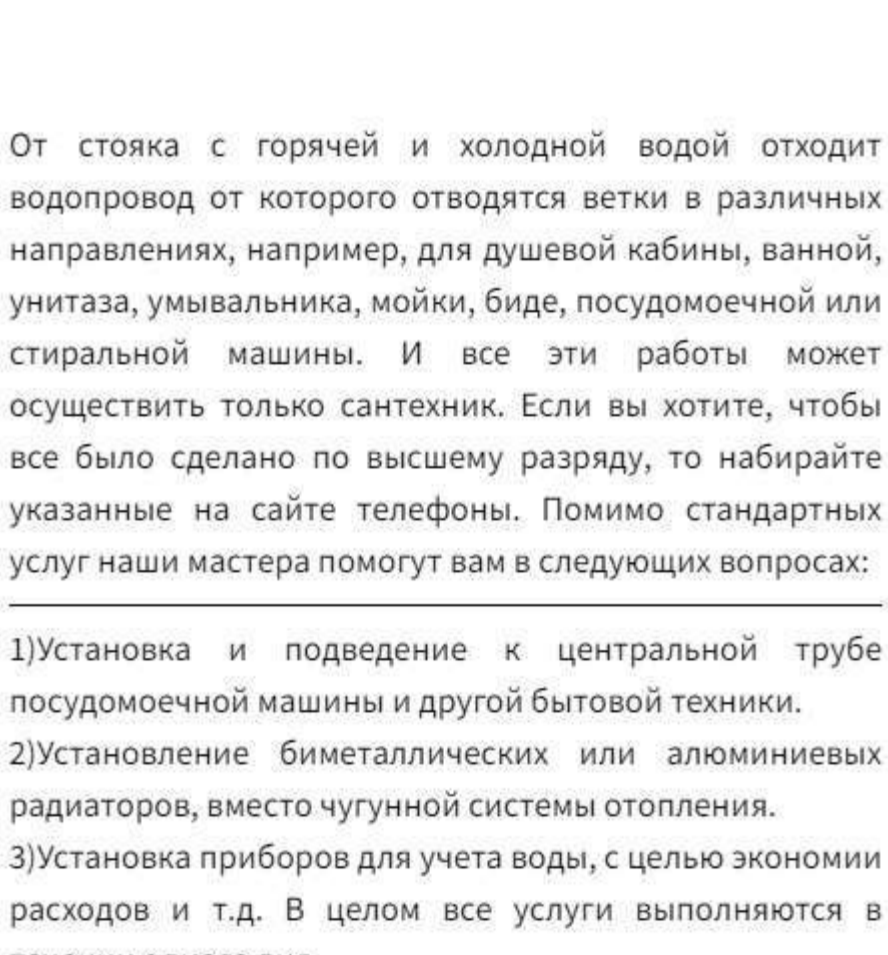 От стояка с горячей и холодной водой отходит
водопровод от которого отводятся ветки в различных
направлениях, например, для душевой кабины, ванной,
унитаза, умывальника, мойки, биде, посудомоечной или
стиральной машины. И все эти работы может
осуществить только сантехник. Если вы хотите, чтобы
все было сделано по высшему разряду, то набирайте
указанные на сайте телефоны. Помимо стандартных
услуг наши мастера помогут вам в следующих вопросах:
1)Установка и подведение к центральной трубе
посудомоечной машины и другой бытовой техники.
2)Установление биметаллических или алюминиевых
радиаторов, вместо чугунной системы отопления.
3)Установка приборов для учета воды, с целью экономии
расходов и т.д. В целом все услуги выполняются в